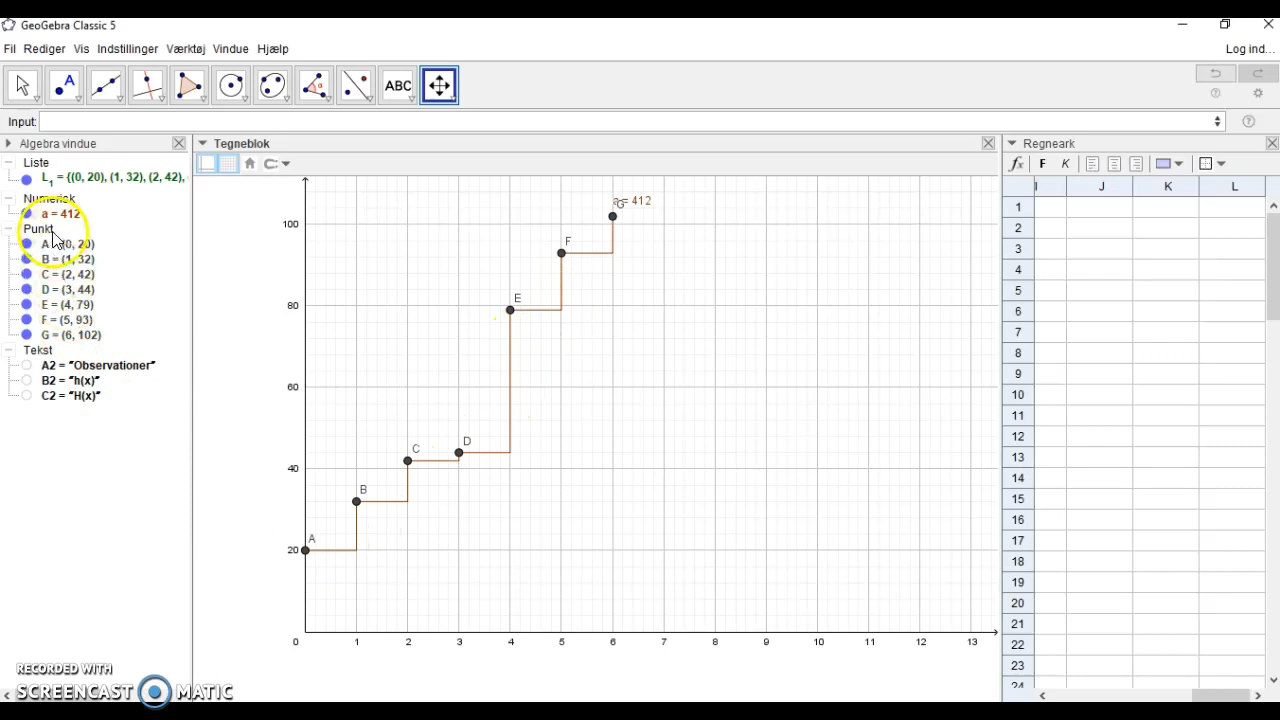 GeoGebra Classic 5
Fil Rediger Vis Indstillinger Værktøj Vindue Hjælp Log ind...
A ABC
Input:
Algebra vindue Tegneblok Regneark
Liste
L1 = {(0, 20), (1, 32), (2, 42),
Numerisk
a = 412
Punkt
A = (0, 20)
B = (1, 32)
C = (2, 42)
D = (3, 44)
E = (4, 79)
F = (5, 93)
G = (6, 102)
Tekst
A2 = "Observationer"
B2 = "h(x)"
C2 = "H(x)"
a = 412
G
F
E
D
C
B
A
100
80
60
40
20
0 1 2 3 4 5 6 7 8 9 10 11 12 13
fx F K
I J K L
1
2
3
4
5
6
7
8
9
10
11
12
13
14
15
16
17
18
19
20
21
22
23
24
RECORDED WITH
SCREENCAST MATIC